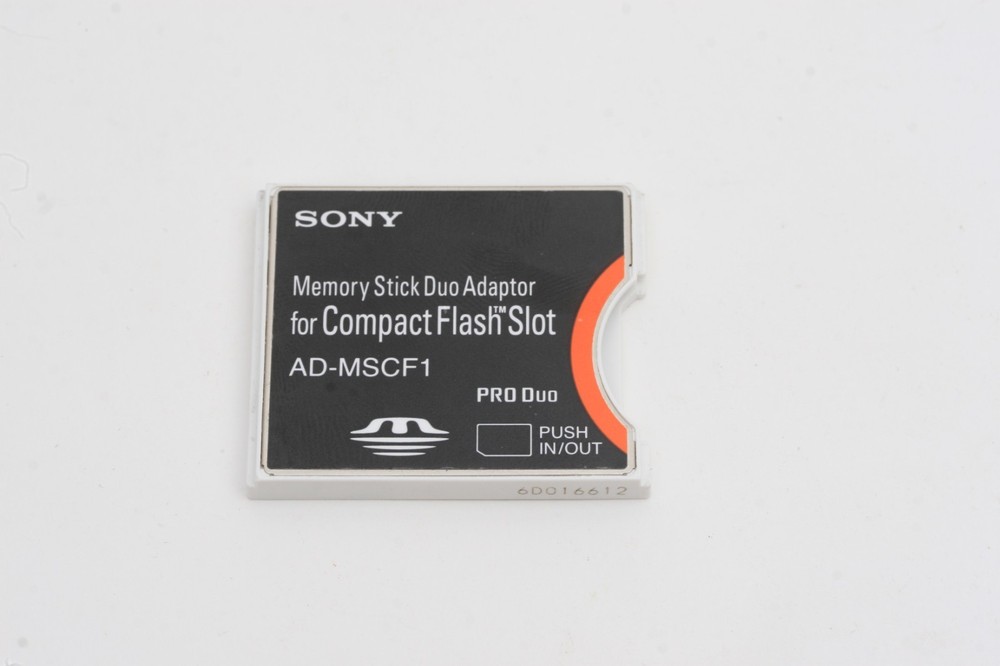 SONY
Memory Stick Duo Adaptor
for CompactFlash™ Slot
AD-MSCF1
PRO DUO
PUSH
IN/OUT
6D016612